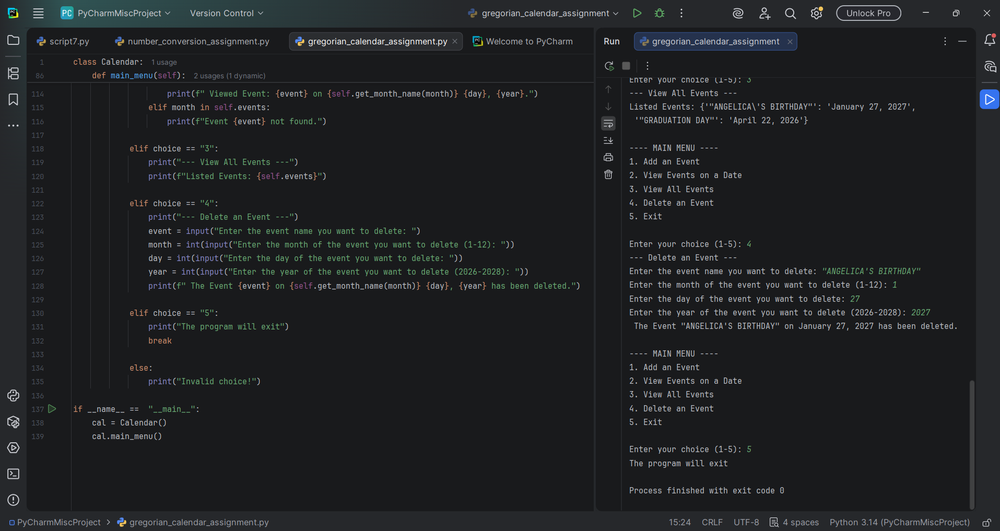 PC PyCharmMiscProject
Version Control
gregorian_calendar_assignment
Unlock Pro
script7.py
number_conversion_assignment.py
gregorian_calendar_assignment.py
Welcome to PyCharm
1 class Calendar: 1 usage
86 def main_menu(self): 2 usages (1 dynamic)
114 print(f" Viewed Event: {event} on {self.get_month_name(month)} {day}, {year}.")
115 elif month in self.events:
116 print(f"Event {event} not found.")
117
118 elif choice == "3":
119 print("--- View All Events ---")
120 print(f"Listed Events: {self.events}")
121
122 elif choice == "4":
123 print("--- Delete an Event ---")
124 event = input("Enter the event name you want to delete: ")
125 month = int(input("Enter the month of the event you want to delete (1-12): "))
126 day = int(input("Enter the day of the event you want to delete: "))
127 year = int(input("Enter the year of the event you want to delete (2026-2028): "))
128 print(f" The Event {event} on {self.get_month_name(month)} {day}, {year} has been deleted.")
129
130 elif choice == "5":
131 print("The program will exit")
132 break
133
134 else:
135 print("Invalid choice!")
136
137 if __name__ == "__main__":
138 cal = Calendar()
139 cal.main_menu()
Run
gregorian_calendar_assignment
Enter your choice (1-5): 3
--- View All Events ---
Listed Events: {'"ANGELICA\'S BIRTHDAY"': 'January 27, 2027',
'"GRADUATION DAY"': 'April 22, 2026'}
---- MAIN MENU ----
1. Add an Event
2. View Events on a Date
3. View All Events
4. Delete an Event
5. Exit
Enter your choice (1-5): 4
--- Delete an Event ---
Enter the event name you want to delete: "ANGELICA'S BIRTHDAY"
Enter the month of the event you want to delete (1-12): 1
Enter the day of the event you want to delete: 27
Enter the year of the event you want to delete (2026-2028): 2027
The Event "ANGELICA'S BIRTHDAY" on January 27, 2027 has been deleted.
---- MAIN MENU ----
1. Add an Event
2. View Events on a Date
3. View All Events
4. Delete an Event
5. Exit
Enter your choice (1-5): 5
The program will exit
Process finished with exit code 0
PyCharmMiscProject > gregorian_calendar_assignment.py
15:24 CRLF UTF-8 4 spaces Python 3.14 (PyCharmMiscProject)